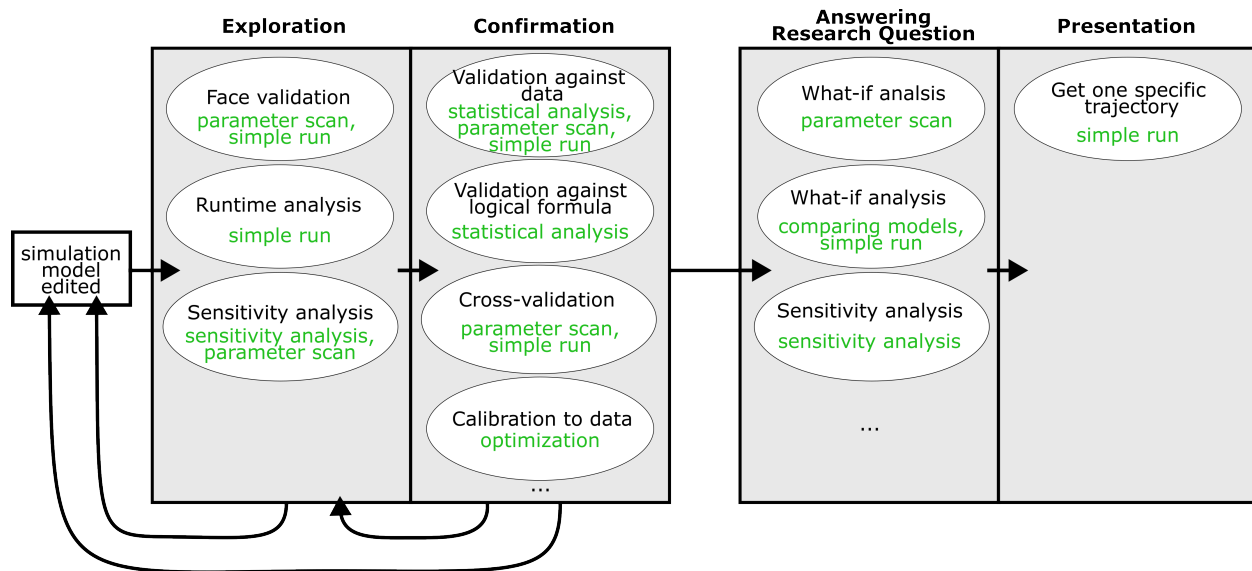 Exploration
Confirmation
Answering
Research Question
Presentation
Face validation
parameter scan,
simple run
Runtime analysis
simple run
Sensitivity analysis
sensitivity analysis,
parameter scan
Validation against
data
statistical analysis,
parameter scan,
simple run
Validation against
logical formula
statistical analysis
Cross-validation
parameter scan,
simple run
Calibration to data
optimization
...
What-if analsis
parameter scan
What-if analysis
comparing models,
simple run
Sensitivity analysis
sensitivity analysis
...
Get one specific
trajectory
simple run
simulation
model
edited